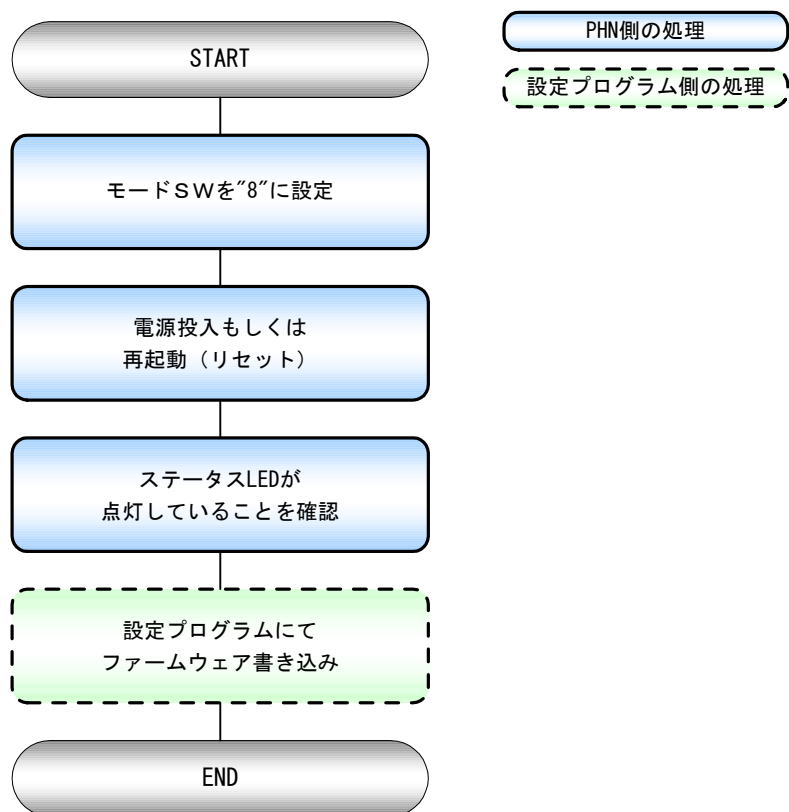 START
PHN側の処理
設定プログラム側の処理
モードＳＷを"8"に設定
電源投入もしくは
再起動（リセット）
ステータスLEDが
点灯していることを確認
設定プログラムにて
ファームウェア書き込み
END